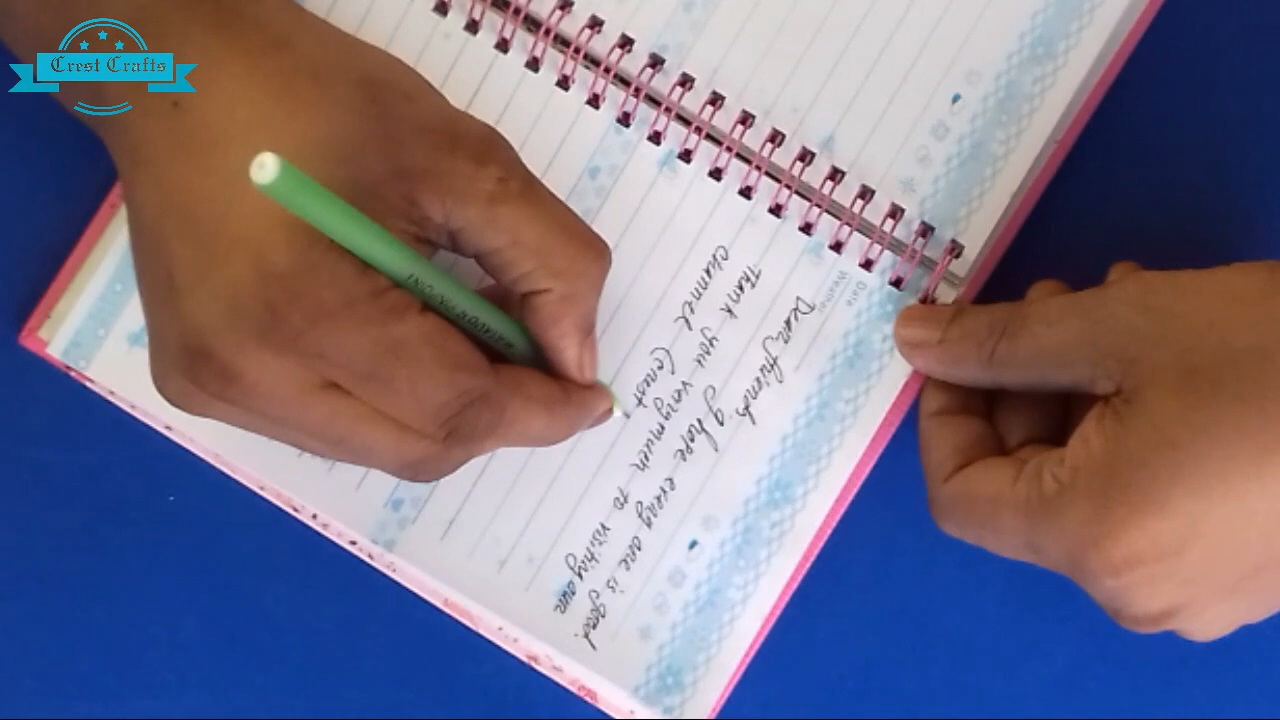 Crest Crafts
Date
Weather
Dear friends,
I hope every are is good.
Thank you very much to visiting our
channel (crest